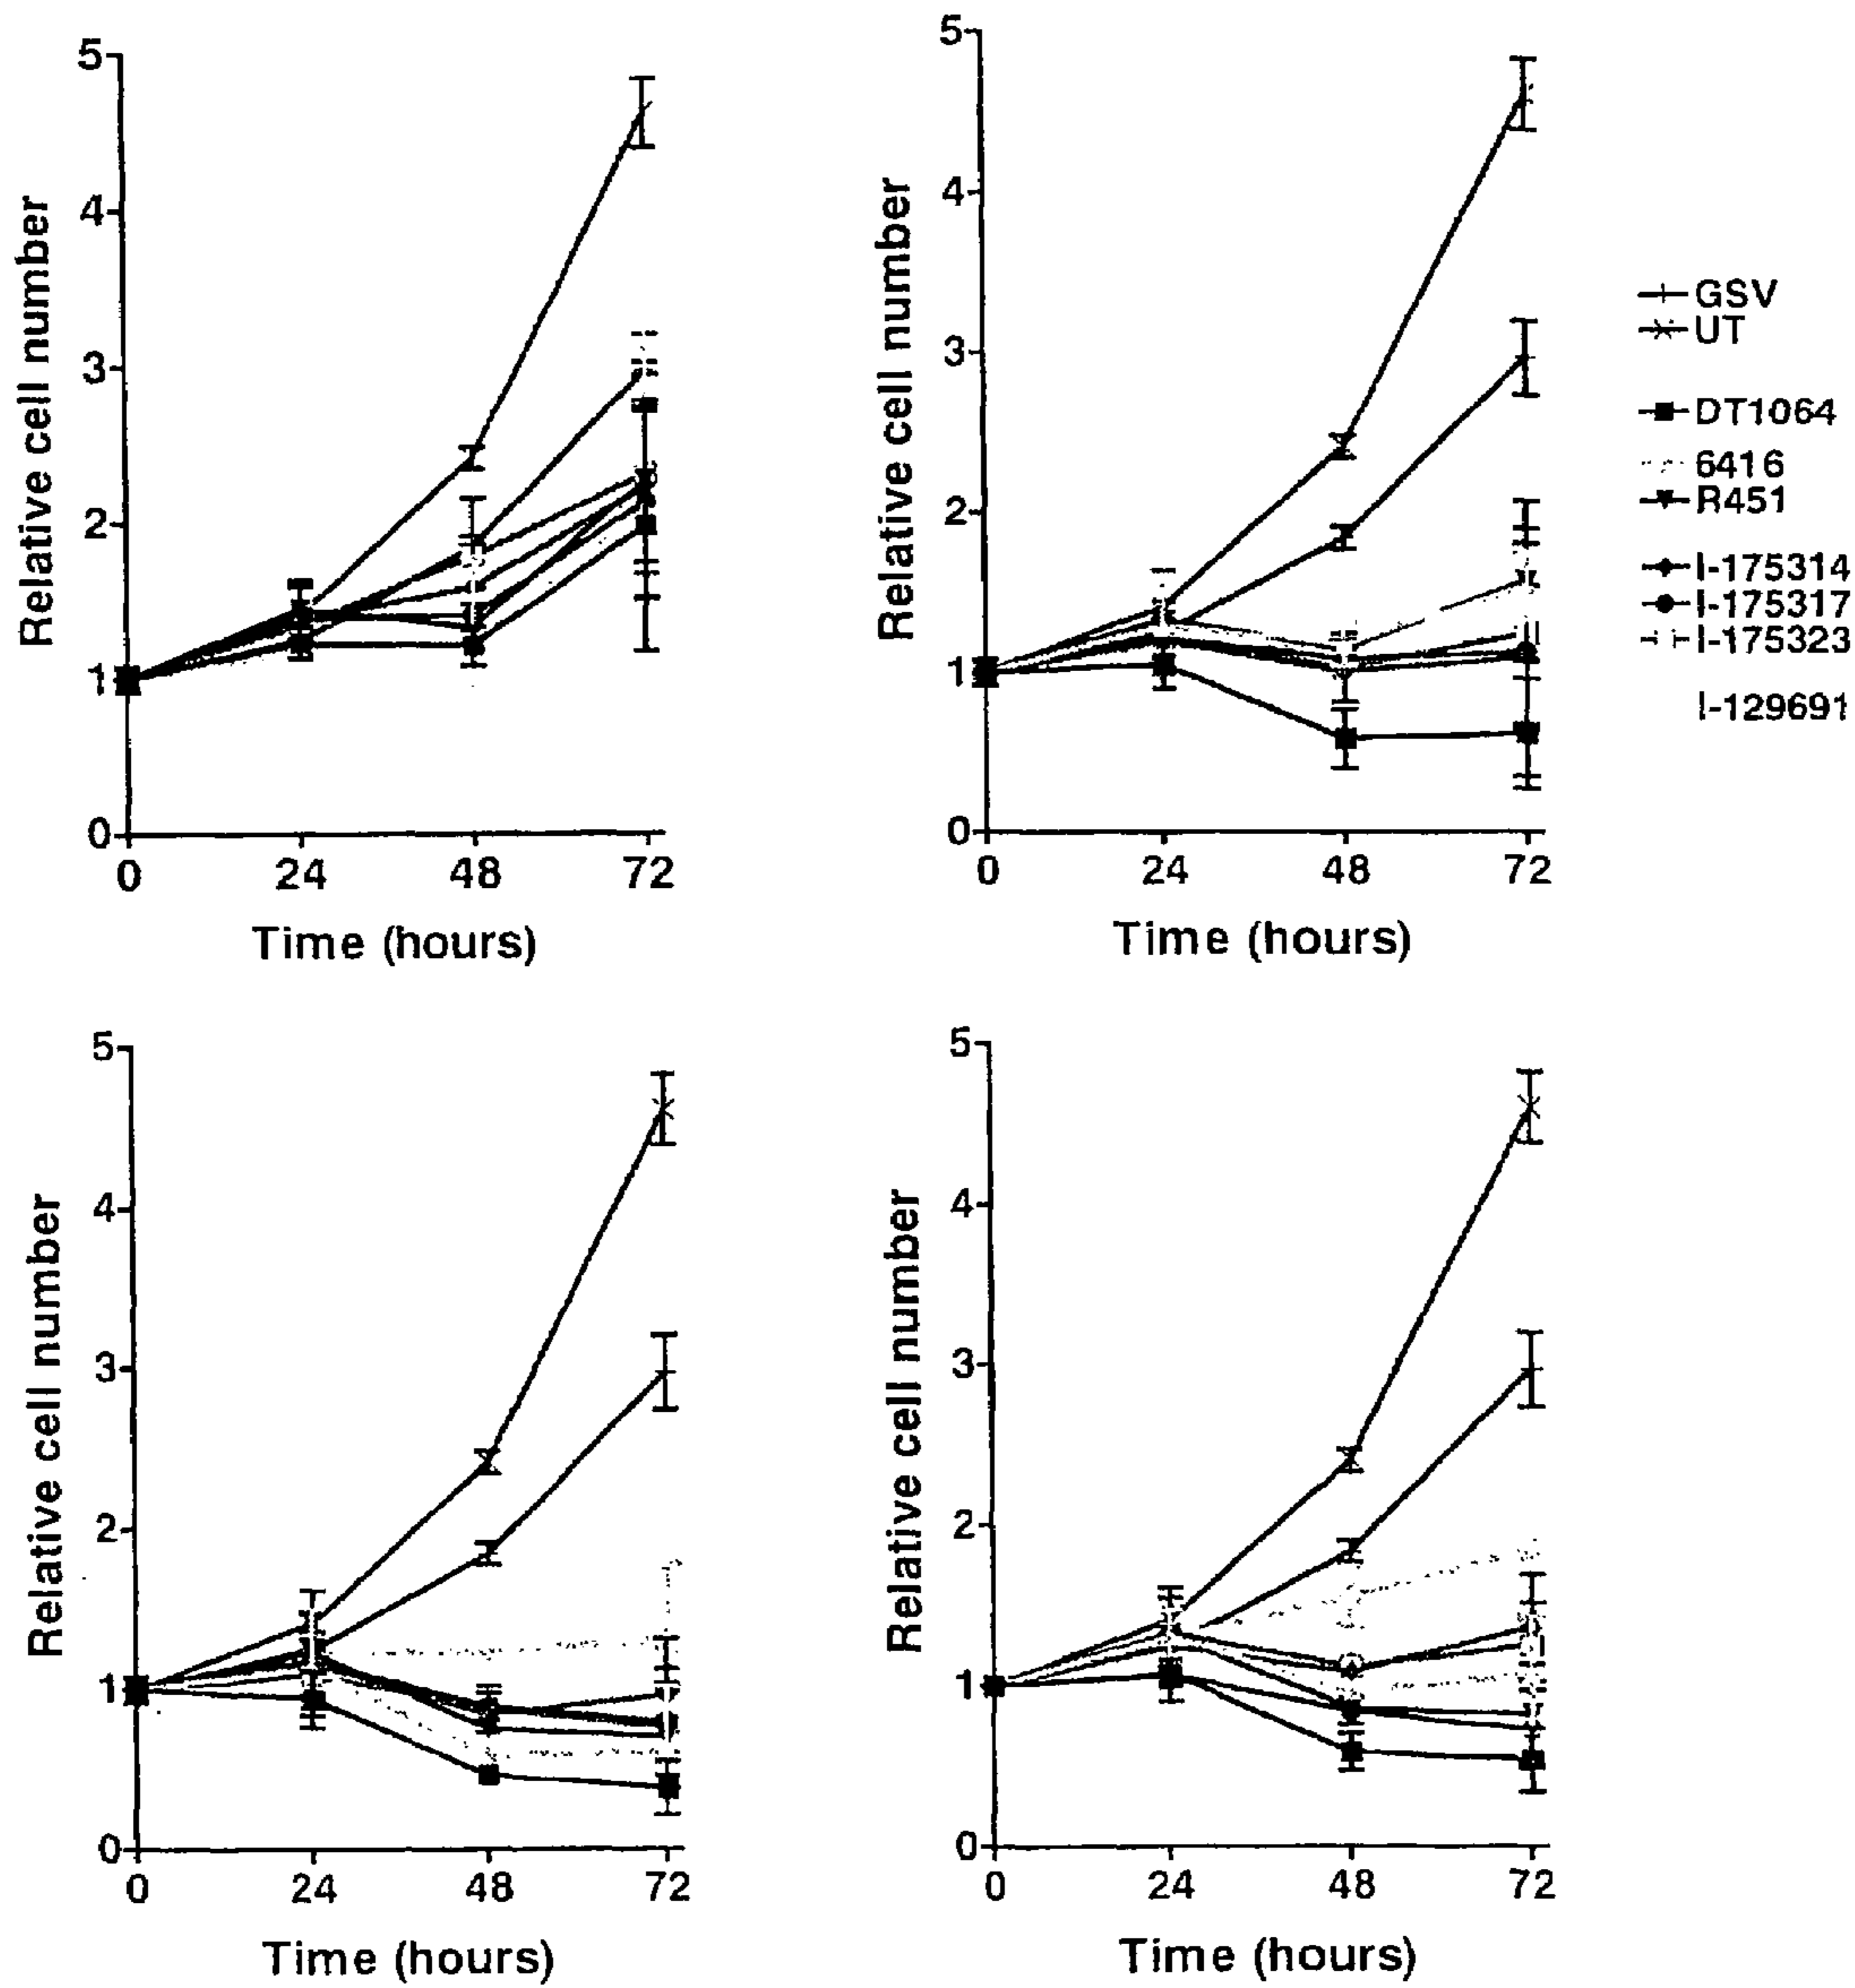 5
4
3
2
1
0
0 24 48 72
Relative cell number
Time (hours)
5
4
3
2
1
0
0 24 48 72
Relative cell number
Time (hours)
GSV
UT
DT1064
6416
R451
I-175314
I-175317
I-175323
I-129691
5
4
3
2
1
0
0 24 48 72
Relative cell number
Time (hours)
5
4
3
2
1
0
0 24 48 72
Relative cell number
Time (hours)